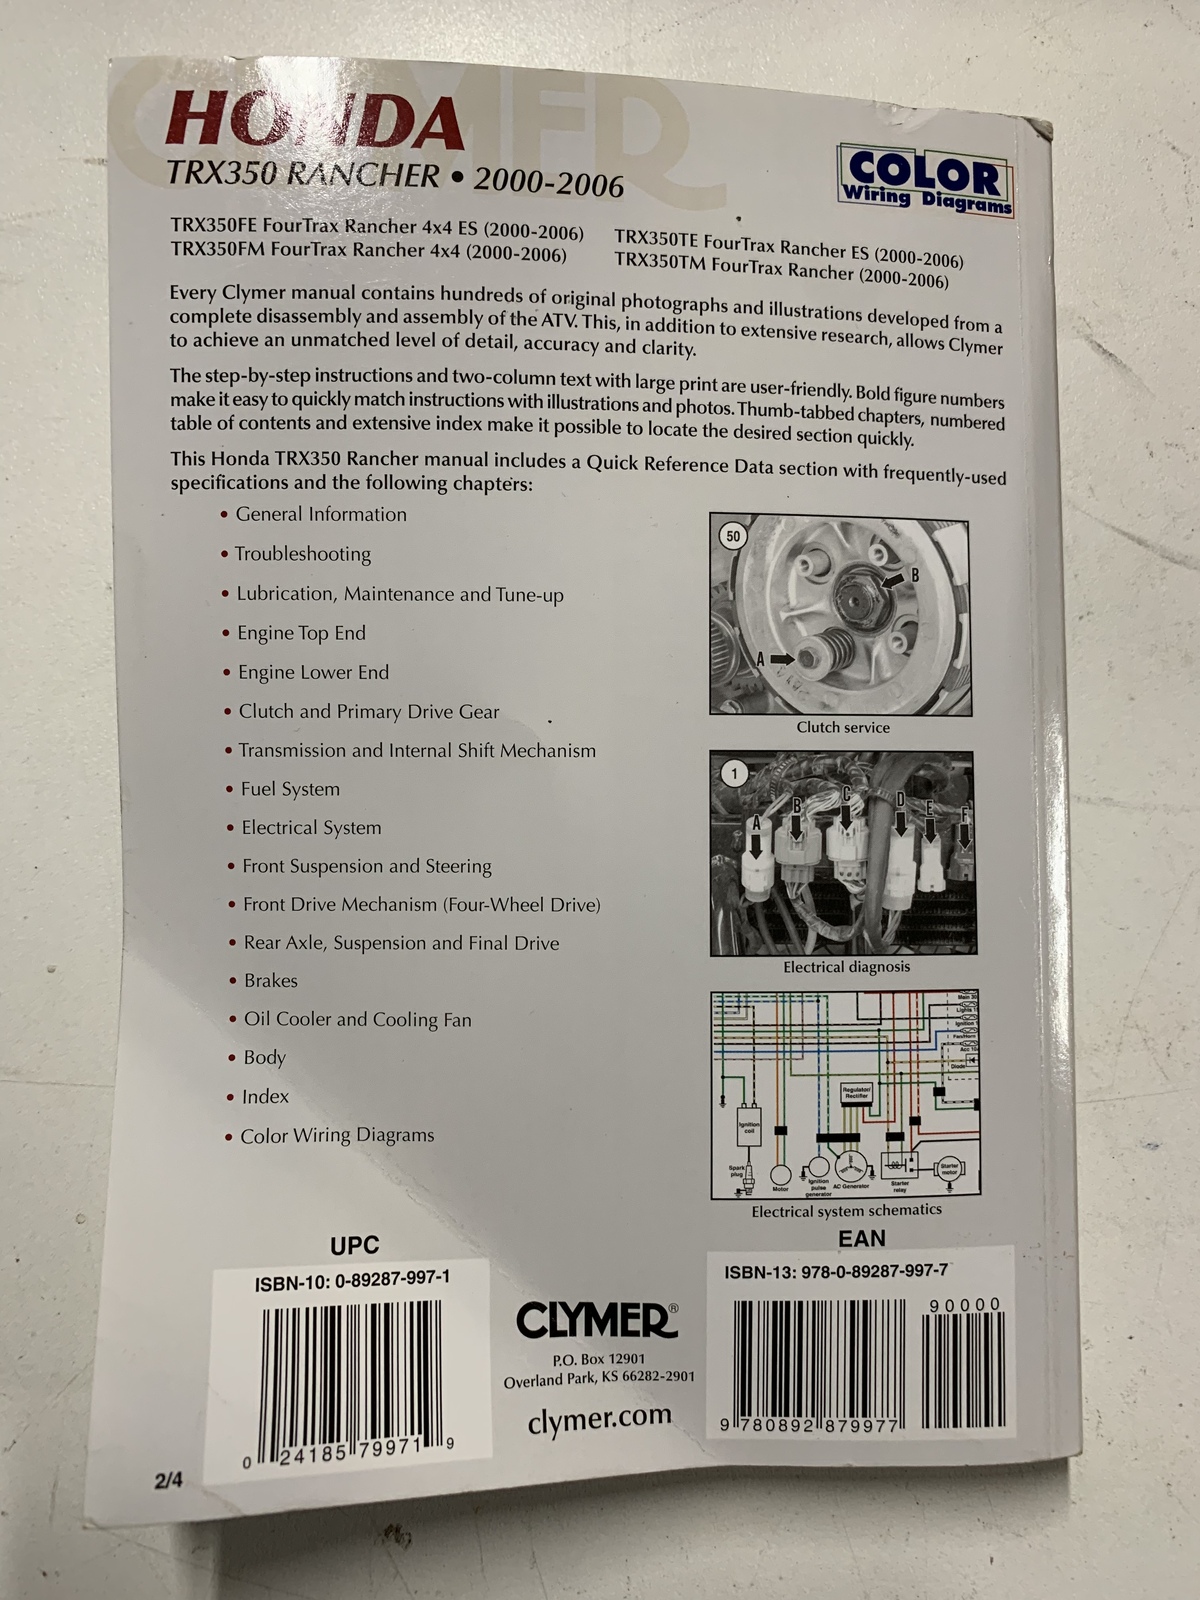 CLYMER
HONDA
TRX350 RANCHER • 2000-2006
COLOR
Wiring Diagrams
TRX350FE FourTrax Rancher 4x4 ES (2000-2006)
TRX350FM FourTrax Rancher 4x4 (2000-2006)
TRX350TE FourTrax Rancher ES (2000-2006)
TRX350TM FourTrax Rancher (2000-2006)
Every Clymer manual contains hundreds of original photographs and illustrations developed from a
complete disassembly and assembly of the ATV. This, in addition to extensive research, allows Clymer
to achieve an unmatched level of detail, accuracy and clarity.
The step-by-step instructions and two-column text with large print are user-friendly. Bold figure numbers
make it easy to quickly match instructions with illustrations and photos. Thumb-tabbed chapters, numbered
table of contents and extensive index make it possible to locate the desired section quickly.
This Honda TRX350 Rancher manual includes a Quick Reference Data section with frequently-used
specifications and the following chapters:
• General Information
• Troubleshooting
• Lubrication, Maintenance and Tune-up
• Engine Top End
• Engine Lower End
• Clutch and Primary Drive Gear
• Transmission and Internal Shift Mechanism
• Fuel System
• Electrical System
• Front Suspension and Steering
• Front Drive Mechanism (Four-Wheel Drive)
• Rear Axle, Suspension and Final Drive
• Brakes
• Oil Cooler and Cooling Fan
• Body
• Index
• Color Wiring Diagrams
50
B
A
Clutch service
1
A B C D E F
Electrical diagnosis
Main 30
Lights
Ignition
Fan/Horn
Acc 10
Diode
Regulator/
Rectifier
Ignition
coil
Spark
plug
Motor
Ignition
pulse
generator
AC Generator
Starter
relay
Starter
motor
Electrical system schematics
UPC
ISBN-10: 0-89287-997-1
0 24185 79971 9
2/4
CLYMER®
P.O. Box 12901
Overland Park, KS 66282-2901
clymer.com
EAN
ISBN-13: 978-0-89287-997-7
90000
9 780892 879977